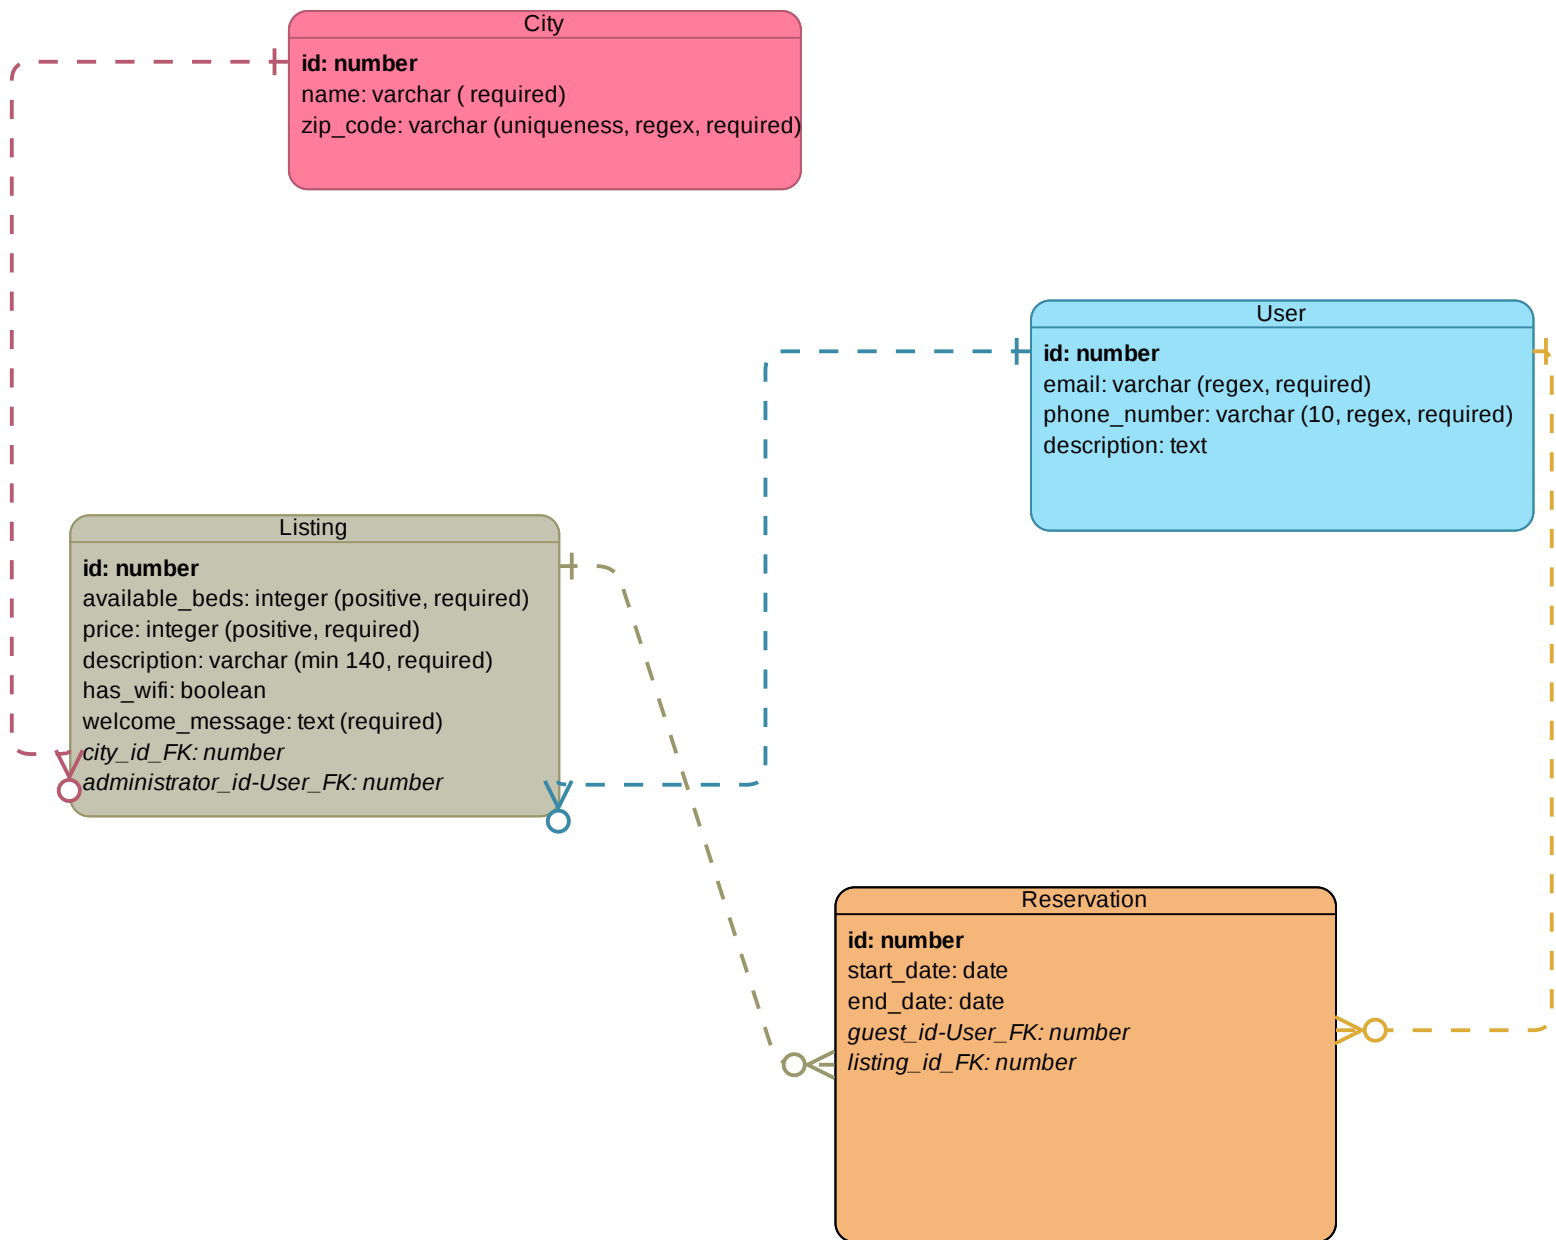 City
id: number
name: varchar ( required)
zip_code: varchar (uniqueness, regex, required)
User
id: number
email: varchar (regex, required)
phone_number: varchar (10, regex, required)
description: text
Listing
id: number
available_beds: integer (positive, required)
price: integer (positive, required)
description: varchar (min 140, required)
has_wifi: boolean
welcome_message: text (required)
city_id_FK: number
administrator_id-User_FK: number
Reservation
id: number
start_date: date
end_date: date
guest_id-User_FK: number
listing_id_FK: number